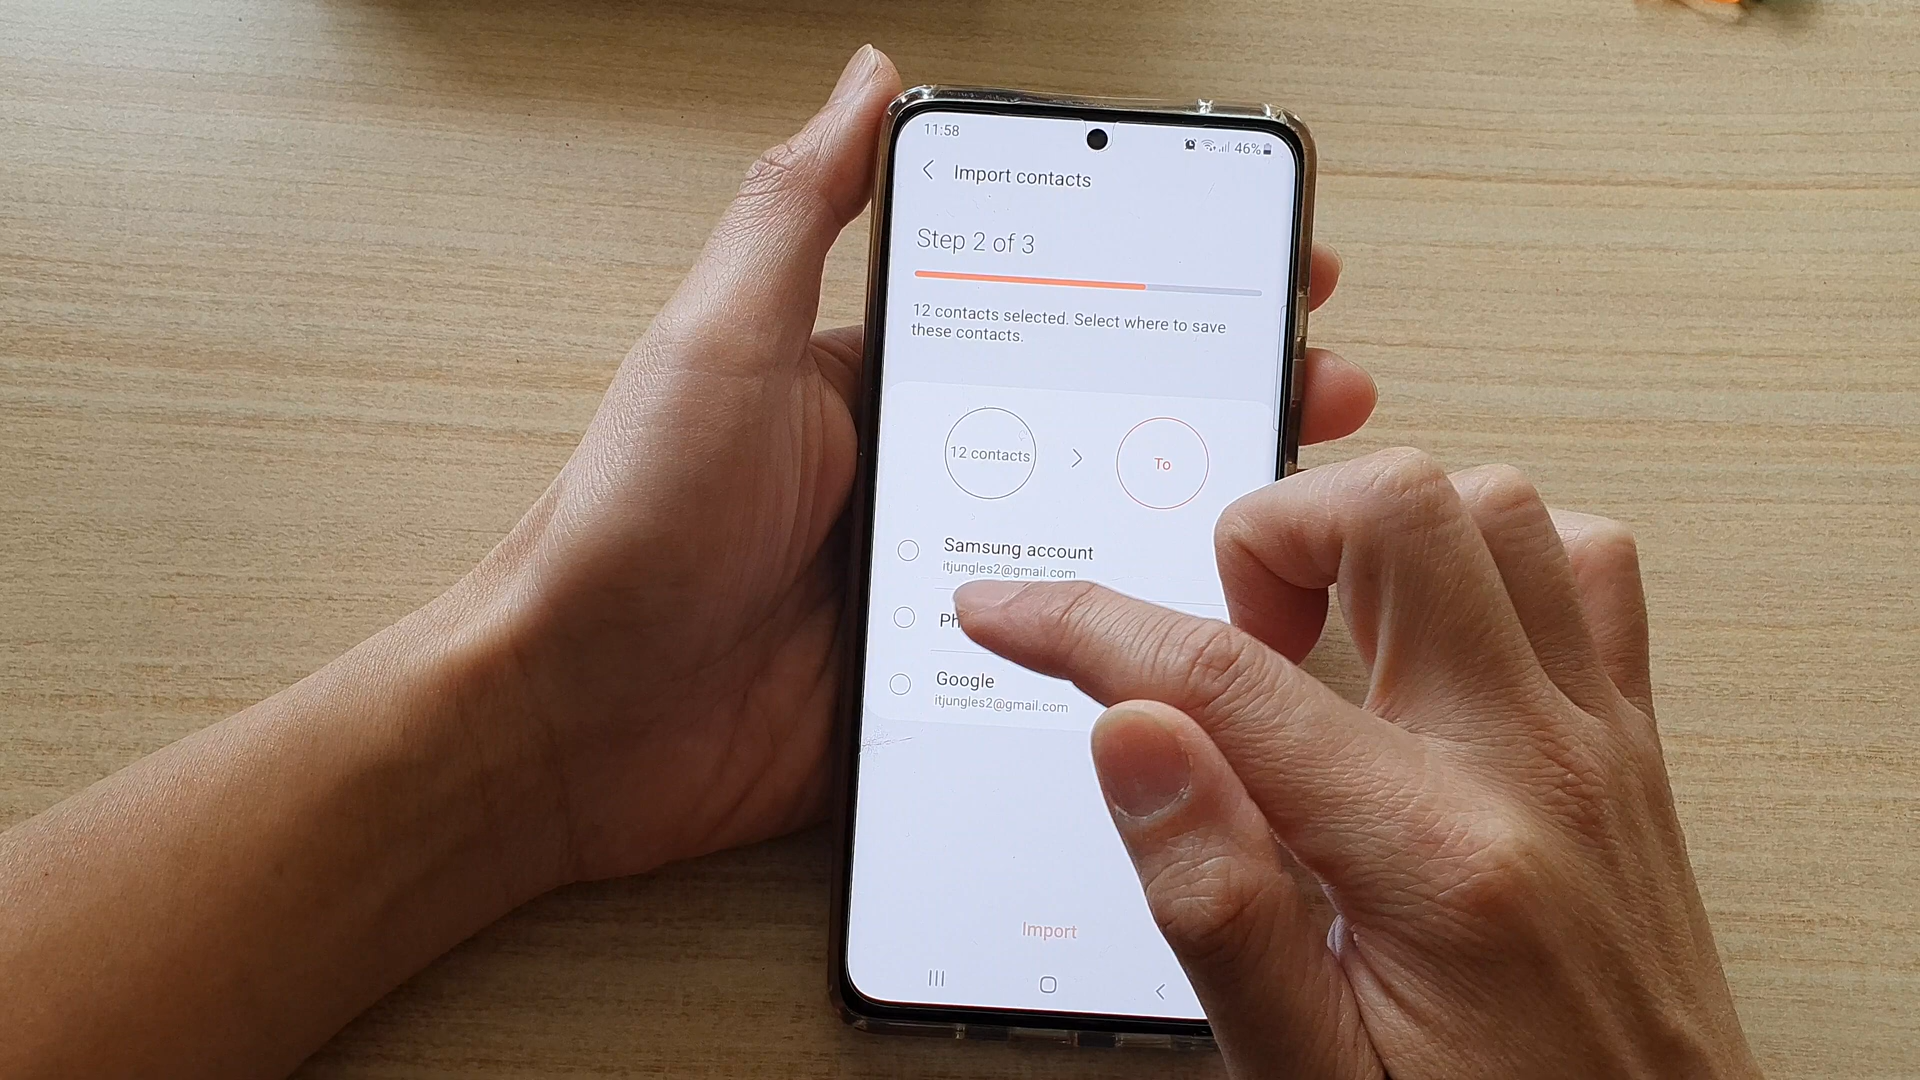 11:58
46%
Import contacts
Step 2 of 3
12 contacts selected. Select where to save
these contacts.
12 contacts
To
Samsung account
itjungles2@gmail.com
Google
itjungles2@gmail.com
Import